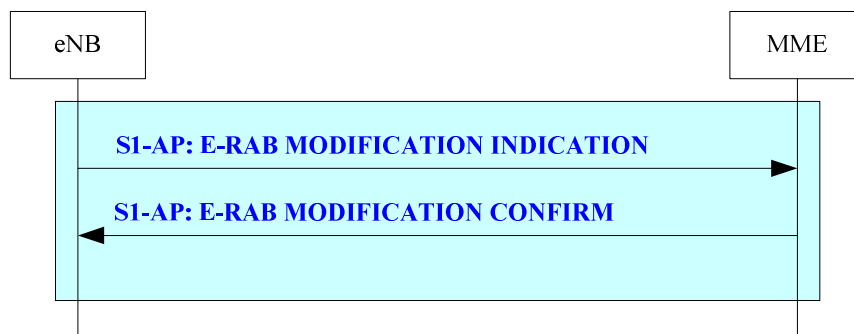 eNB
MME
S1-AP: E-RAB MODIFICATION INDICATION
S1-AP: E-RAB MODIFICATION CONFIRM